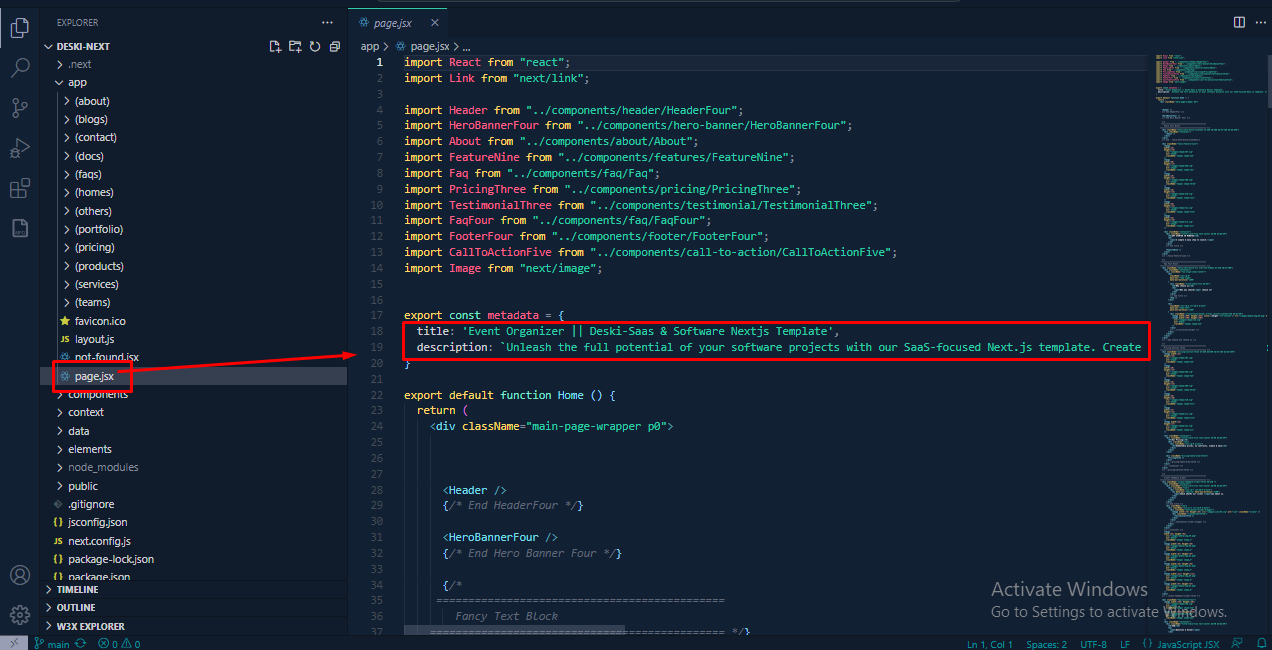 EXPLORER
DESKI-NEXT
.next
app
(about)
(blogs)
(contact)
(docs)
(faqs)
(homes)
(others)
(portfolio)
(pricing)
(products)
(services)
(teams)
favicon.ico
JS layout.js
not-found.jsx
page.jsx
components
context
data
elements
node_modules
public
.gitignore
{} jsconfig.json
JS next.config.js
{} package-lock.json
{} package.json
TIMELINE
OUTLINE
W3X EXPLORER
page.jsx
app > page.jsx > ...
1 import React from "react";
2 import Link from "next/link";
3
4 import Header from "../components/header/HeaderFour";
5 import HeroBannerFour from "../components/hero-banner/HeroBannerFour";
6 import About from "../components/about/About";
7 import FeatureNine from "../components/features/FeatureNine";
8 import Faq from "../components/faq/Faq";
9 import PricingThree from "../components/pricing/PricingThree";
10 import TestimonialThree from "../components/testimonial/TestimonialThree";
11 import FaqFour from "../components/faq/FaqFour";
12 import FooterFour from "../components/footer/FooterFour";
13 import CallToActionFive from "../components/call-to-action/CallToActionFive";
14 import Image from "next/image";
15
16
17 export const metadata = {
18 title: 'Event Organizer || Deski-Saas & Software Nextjs Template',
19 description: `Unleash the full potential of your software projects with our SaaS-focused Next.js template. Create
20 }
21
22 export default function Home () {
23 return (
24 <div className="main-page-wrapper p0">
25
26
27
28 <Header />
29 {/* End HeaderFour */}
30
31 <HeroBannerFour />
32 {/* End Hero Banner Four */}
33
34 {/*
35 =============================================
36 Fancy Text Block
37 ============================================== */}
Activate Windows
Go to Settings to activate Windows.
main 0 0
Ln 1, Col 1 Spaces: 2 UTF-8 LF {} JavaScript JSX